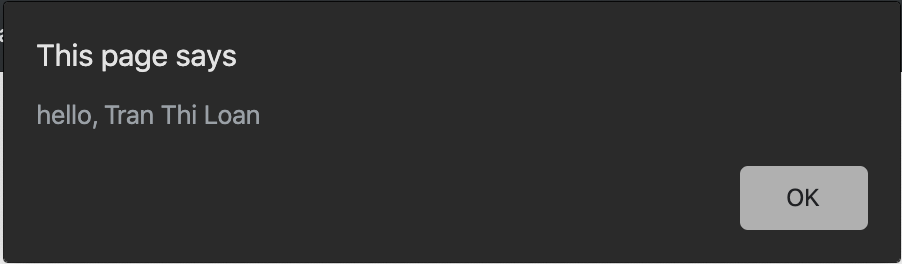 This page says
hello, Tran Thi Loan
OK